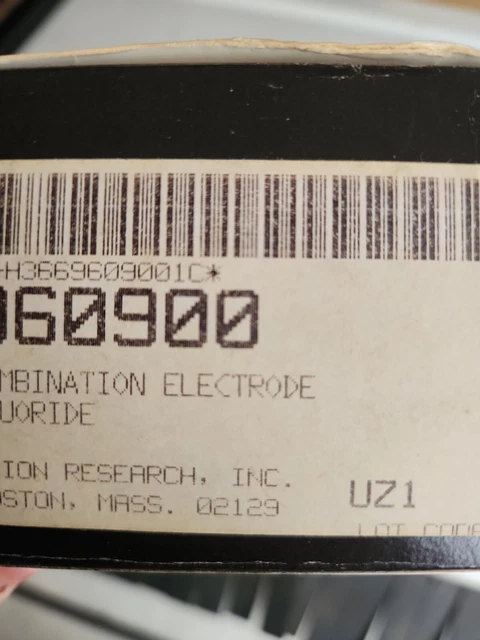 +H3669609001C*
960900
MBINATION ELECTRODE
UORIDE
ION RESEARCH, INC.
OSTON, MASS. 02129
UZ1
LOT CODE